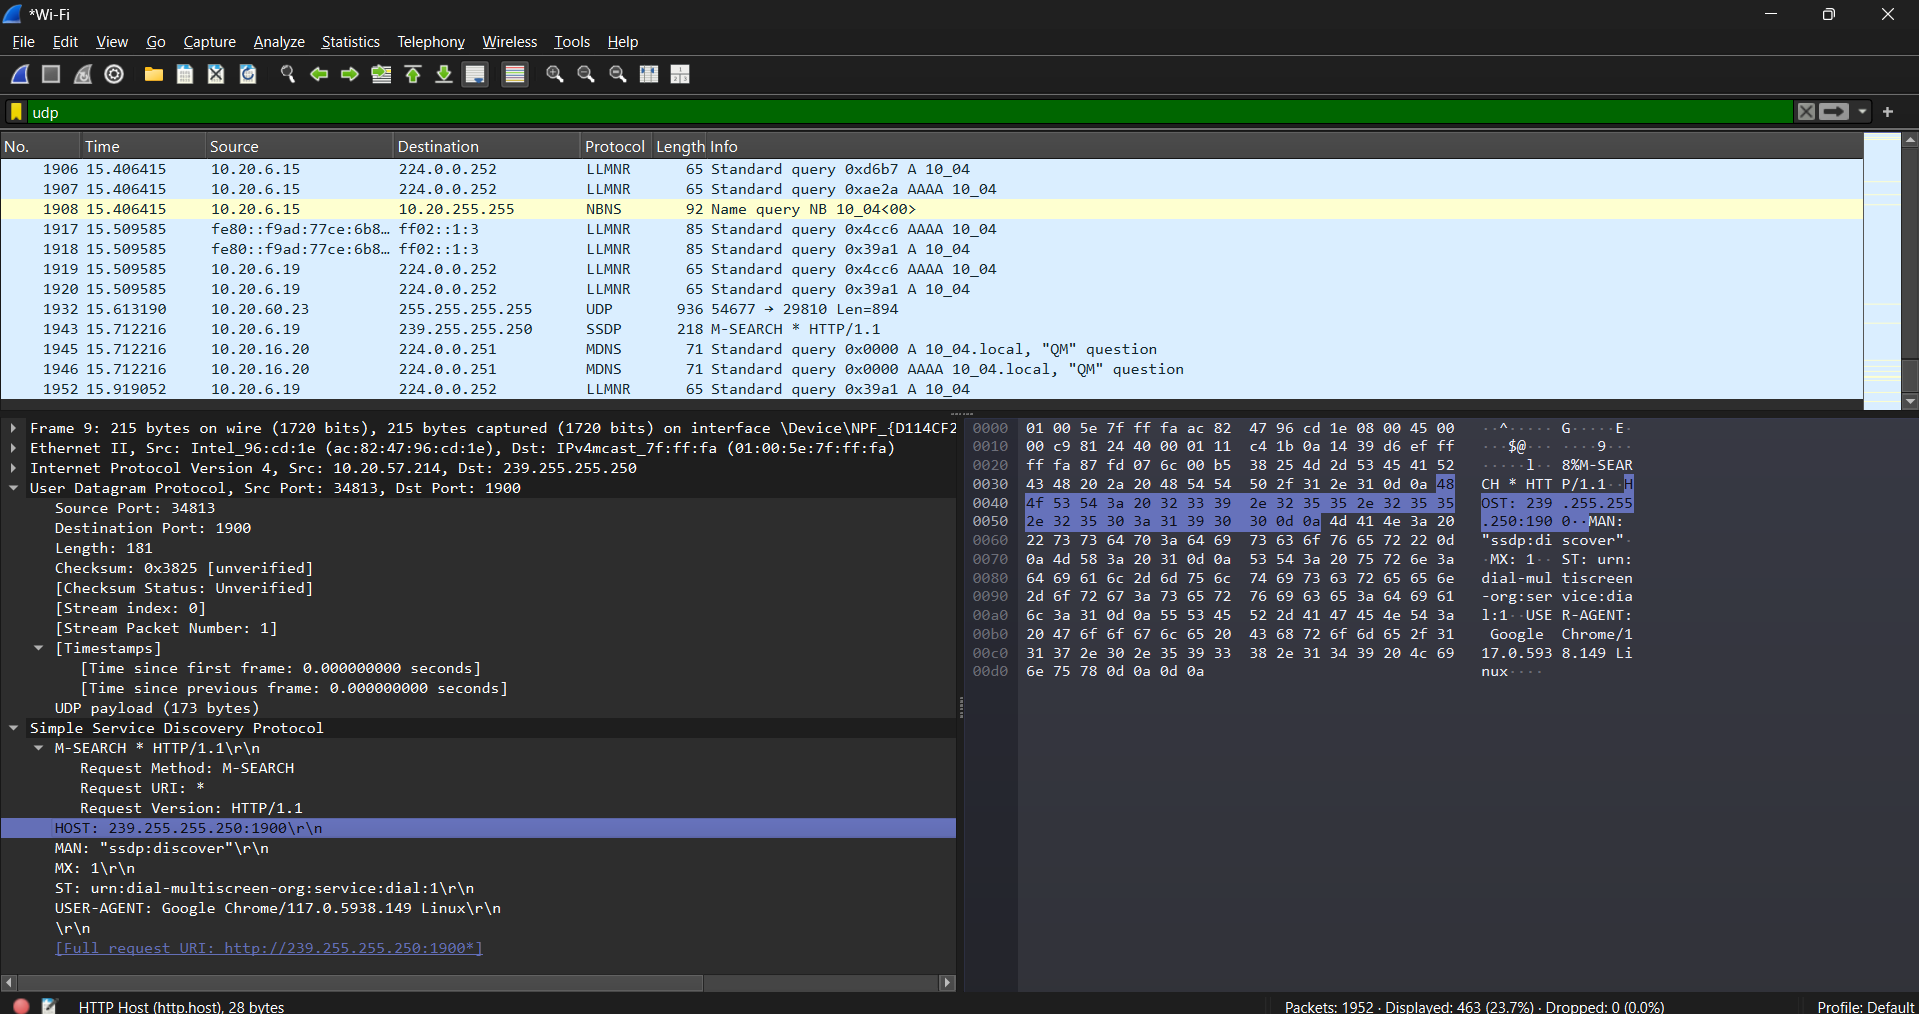 *Wi-Fi
File Edit View Go Capture Analyze Statistics Telephony Wireless Tools Help
udp
No. Time Source Destination Protocol Length Info
1906 15.406415 10.20.6.15 224.0.0.252 LLMNR 65 Standard query 0xd6b7 A 10_04
1907 15.406415 10.20.6.15 224.0.0.252 LLMNR 65 Standard query 0xae2a AAAA 10_04
1908 15.406415 10.20.6.15 10.20.255.255 NBNS 92 Name query NB 10_04<00>
1917 15.509585 fe80::f9ad:77ce:6b8… ff02::1:3 LLMNR 85 Standard query 0x4cc6 AAAA 10_04
1918 15.509585 fe80::f9ad:77ce:6b8… ff02::1:3 LLMNR 85 Standard query 0x39a1 A 10_04
1919 15.509585 10.20.6.19 224.0.0.252 LLMNR 65 Standard query 0x4cc6 AAAA 10_04
1920 15.509585 10.20.6.19 224.0.0.252 LLMNR 65 Standard query 0x39a1 A 10_04
1932 15.613190 10.20.60.23 255.255.255.255 UDP 936 54677 → 29810 Len=894
1943 15.712216 10.20.6.19 239.255.255.250 SSDP 218 M-SEARCH * HTTP/1.1
1945 15.712216 10.20.16.20 224.0.0.251 MDNS 71 Standard query 0x0000 A 10_04.local, "QM" question
1946 15.712216 10.20.16.20 224.0.0.251 MDNS 71 Standard query 0x0000 AAAA 10_04.local, "QM" question
1952 15.919052 10.20.6.19 224.0.0.252 LLMNR 65 Standard query 0x39a1 A 10_04
Frame 9: 215 bytes on wire (1720 bits), 215 bytes captured (1720 bits) on interface \Device\NPF_{D114CF2
Ethernet II, Src: Intel_96:cd:1e (ac:82:47:96:cd:1e), Dst: IPv4mcast_7f:ff:fa (01:00:5e:7f:ff:fa)
Internet Protocol Version 4, Src: 10.20.57.214, Dst: 239.255.255.250
User Datagram Protocol, Src Port: 34813, Dst Port: 1900
Source Port: 34813
Destination Port: 1900
Length: 181
Checksum: 0x3825 [unverified]
[Checksum Status: Unverified]
[Stream index: 0]
[Stream Packet Number: 1]
[Timestamps]
[Time since first frame: 0.000000000 seconds]
[Time since previous frame: 0.000000000 seconds]
UDP payload (173 bytes)
Simple Service Discovery Protocol
M-SEARCH * HTTP/1.1\r\n
Request Method: M-SEARCH
Request URI: *
Request Version: HTTP/1.1
HOST: 239.255.255.250:1900\r\n
MAN: "ssdp:discover"\r\n
MX: 1\r\n
ST: urn:dial-multiscreen-org:service:dial:1\r\n
USER-AGENT: Google Chrome/117.0.5938.149 Linux\r\n
\r\n
[Full request URI: http://239.255.255.250:1900*]
0000 01 00 5e 7f ff fa ac 82 47 96 cd 1e 08 00 45 00 ··^····· G·····E·
0010 00 c9 81 24 40 00 01 11 c4 1b 0a 14 39 d6 ef ff ···$@··· ····9···
0020 ff fa 87 fd 07 6c 00 b5 38 25 4d 2d 53 45 41 52 ·····l·· 8%M-SEAR
0030 43 48 20 2a 20 48 54 54 50 2f 31 2e 31 0d 0a 48 CH * HTT P/1.1··H
0040 4f 53 54 3a 20 32 33 39 2e 32 35 35 2e 32 35 35 OST: 239 .255.255
0050 2e 32 35 30 3a 31 39 30 30 0d 0a 4d 41 4e 3a 20 .250:190 0··MAN:
0060 22 73 73 64 70 3a 64 69 73 63 6f 76 65 72 22 0d "ssdp:di scover"·
0070 0a 4d 58 3a 20 31 0d 0a 53 54 3a 20 75 72 6e 3a ·MX: 1·· ST: urn:
0080 64 69 61 6c 2d 6d 75 6c 74 69 73 63 72 65 65 6e dial-mul tiscreen
0090 2d 6f 72 67 3a 73 65 72 76 69 63 65 3a 64 69 61 -org:ser vice:dia
00a0 6c 3a 31 0d 0a 55 53 45 52 2d 41 47 45 4e 54 3a l:1··USE R-AGENT:
00b0 20 47 6f 6f 67 6c 65 20 43 68 72 6f 6d 65 2f 31 Google Chrome/1
00c0 31 37 2e 30 2e 35 39 33 38 2e 31 34 39 20 4c 69 17.0.593 8.149 Li
00d0 6e 75 78 0d 0a 0d 0a nux····
HTTP Host (http.host), 28 bytes
Packets: 1952 · Displayed: 463 (23.7%) · Dropped: 0 (0.0%)
Profile: Default